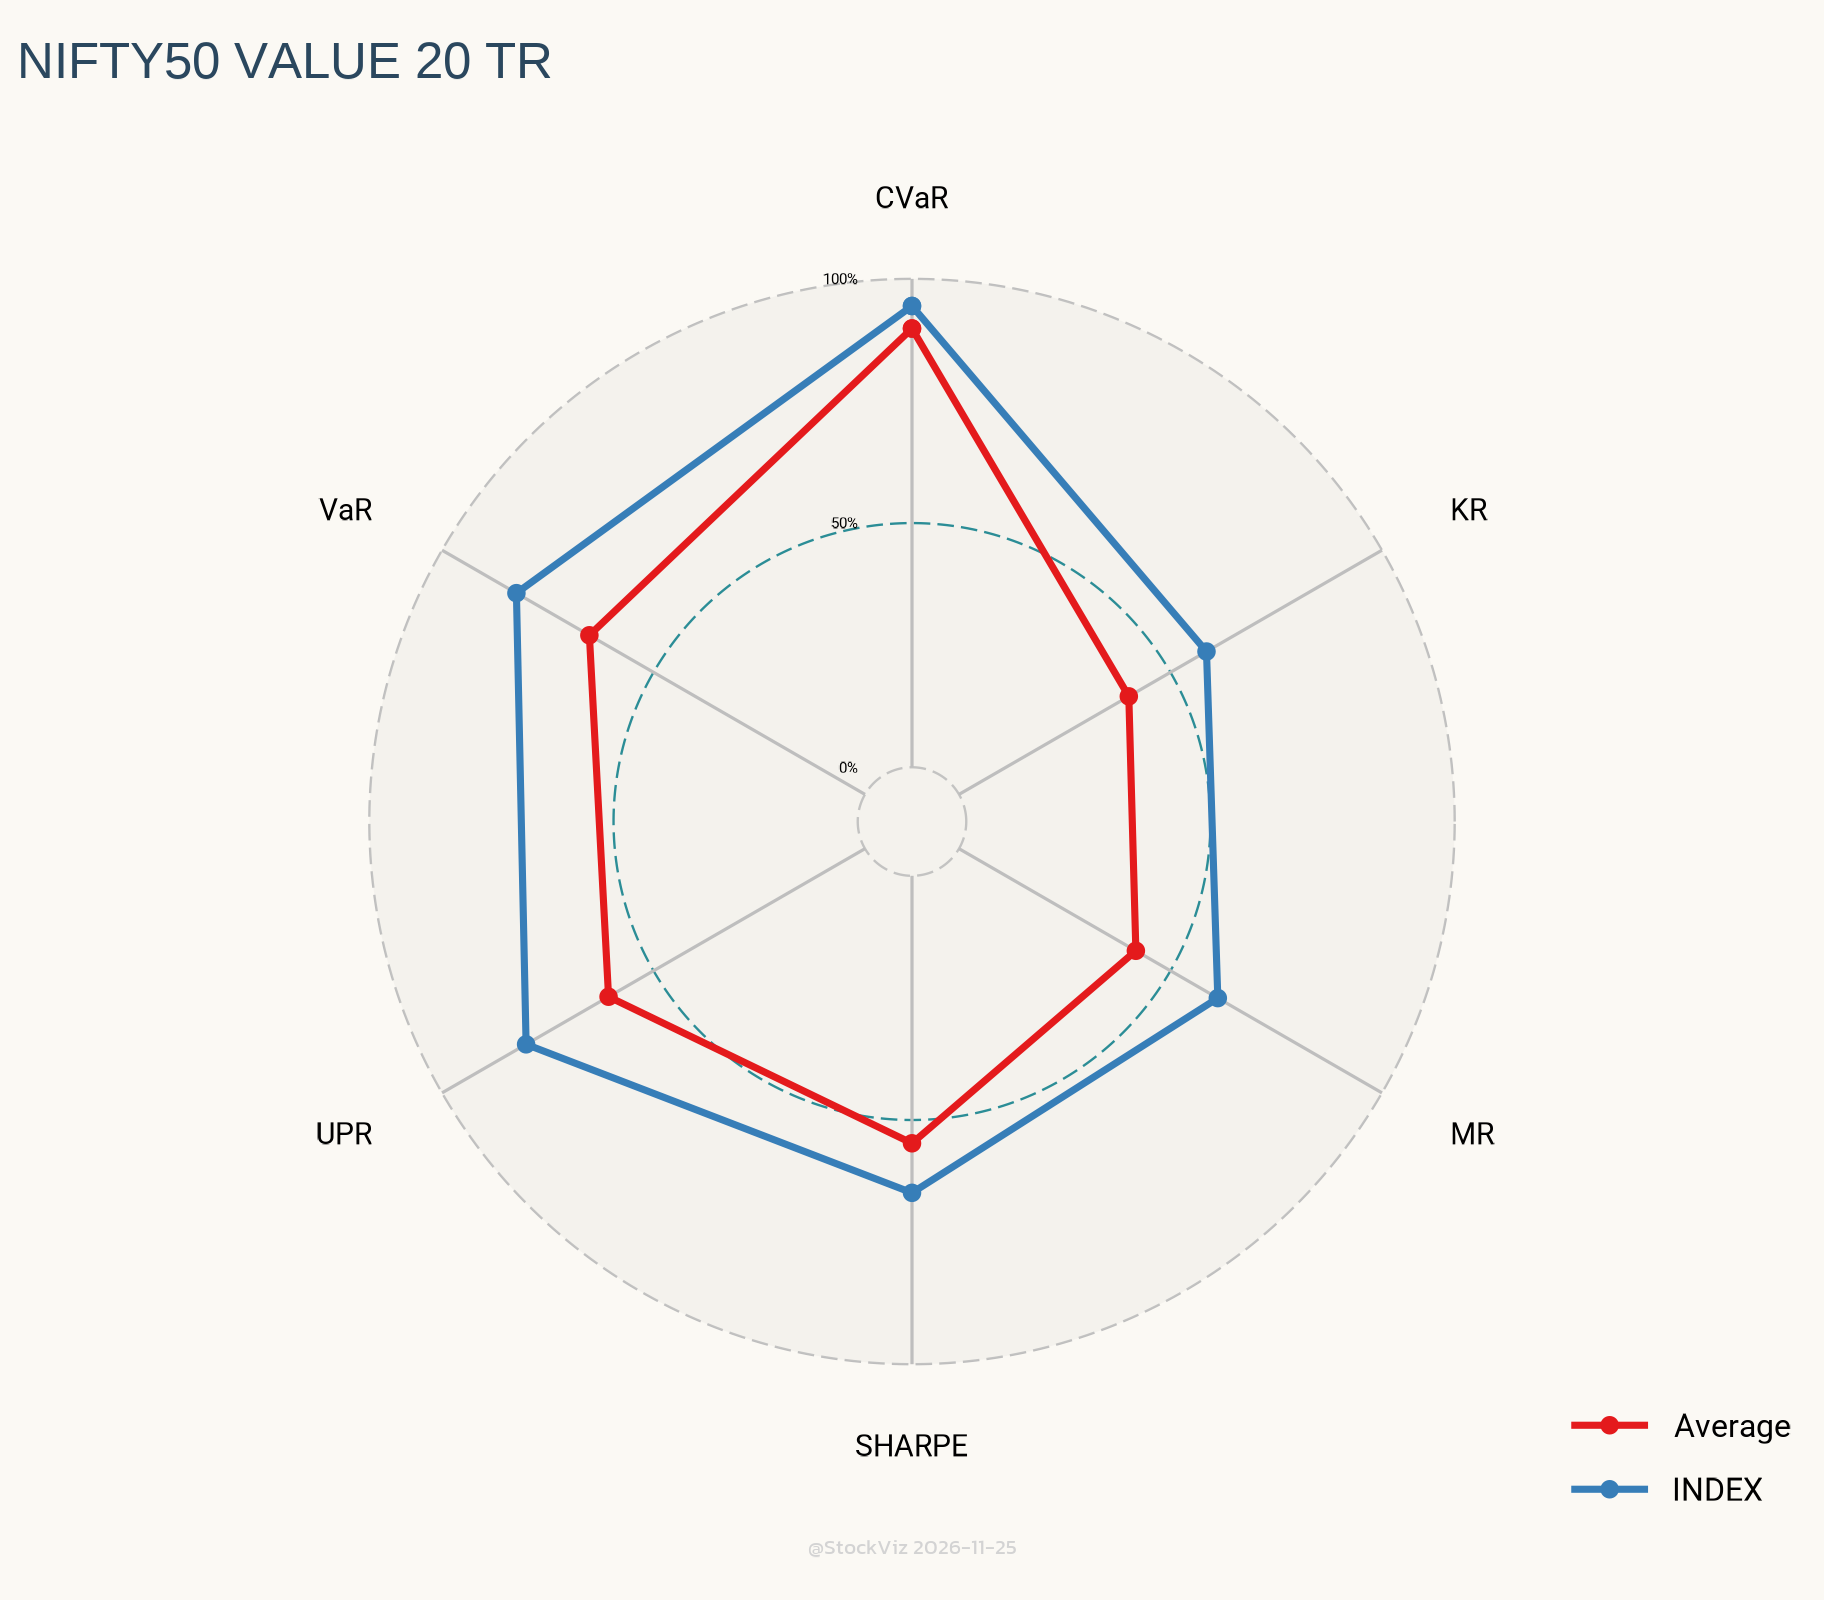 NIFTY50 VALUE 20 TR
CVaR
100%
VaR
KR
50%
0%
UPR
MR
SHARPE
Average
INDEX
@StockViz 2026-11-25